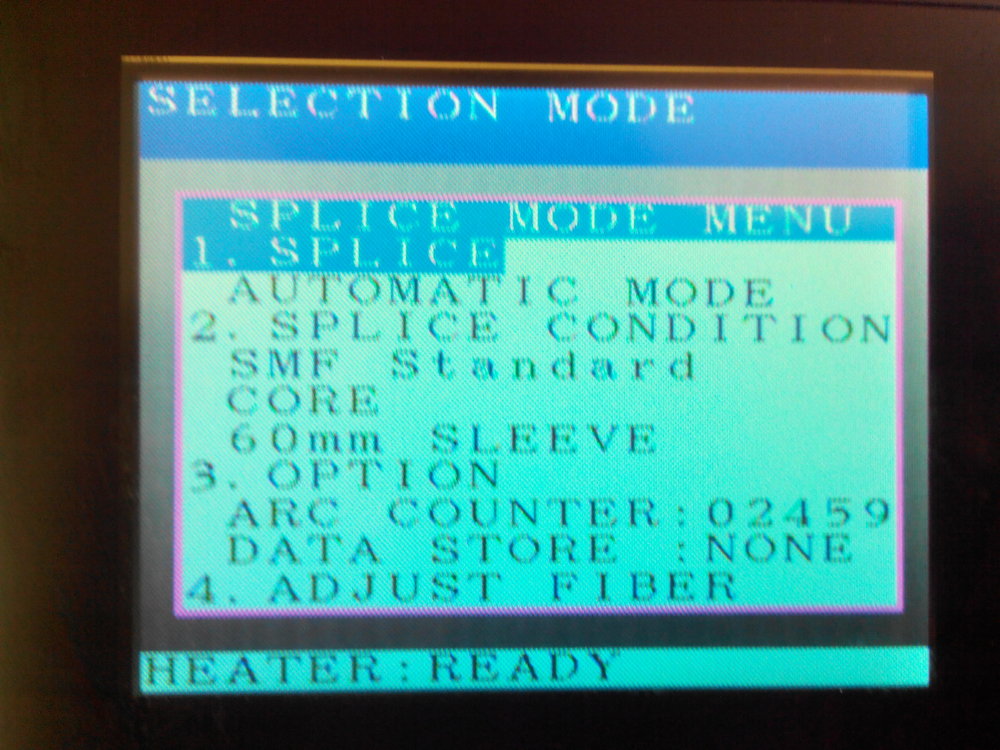 SELECTION MODE
SPLICE MODE MENU
1. SPLICE
AUTOMATIC MODE
2. SPLICE CONDITION
SMF Standard
CORE
60mm SLEEVE
3. OPTION
ARC COUNTER:02459
DATA STORE :NONE
4. ADJUST FIBER
HEATER:READY